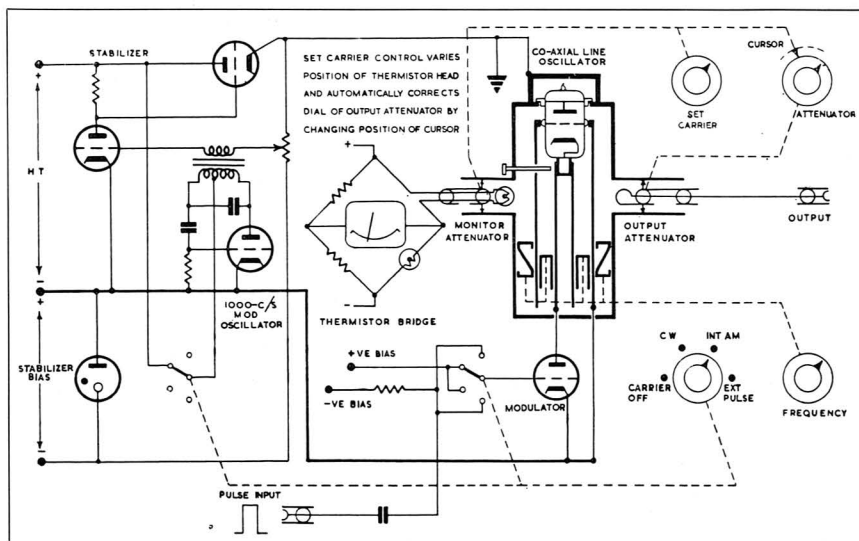 STABILIZER
SET CARRIER CONTROL VARIES
POSITION OF THERMISTOR HEAD
AND AUTOMATICALLY CORRECTS
DIAL OF OUTPUT ATTENUATOR BY
CHANGING POSITION OF CURSOR
CO-AXIAL LINE
OSCILLATOR
CURSOR
SET
CARRIER
ATTENUATOR
+
H T
-
+
STABILIZER
BIAS
-
1000-C/S
MOD
OSCILLATOR
+
-
THERMISTOR BRIDGE
MONITOR
ATTENUATOR
OUTPUT
ATTENUATOR
OUTPUT
+VE BIAS
-VE BIAS
MODULATOR
CW
INT AM
CARRIER
OFF
EXT
PULSE
FREQUENCY
PULSE INPUT